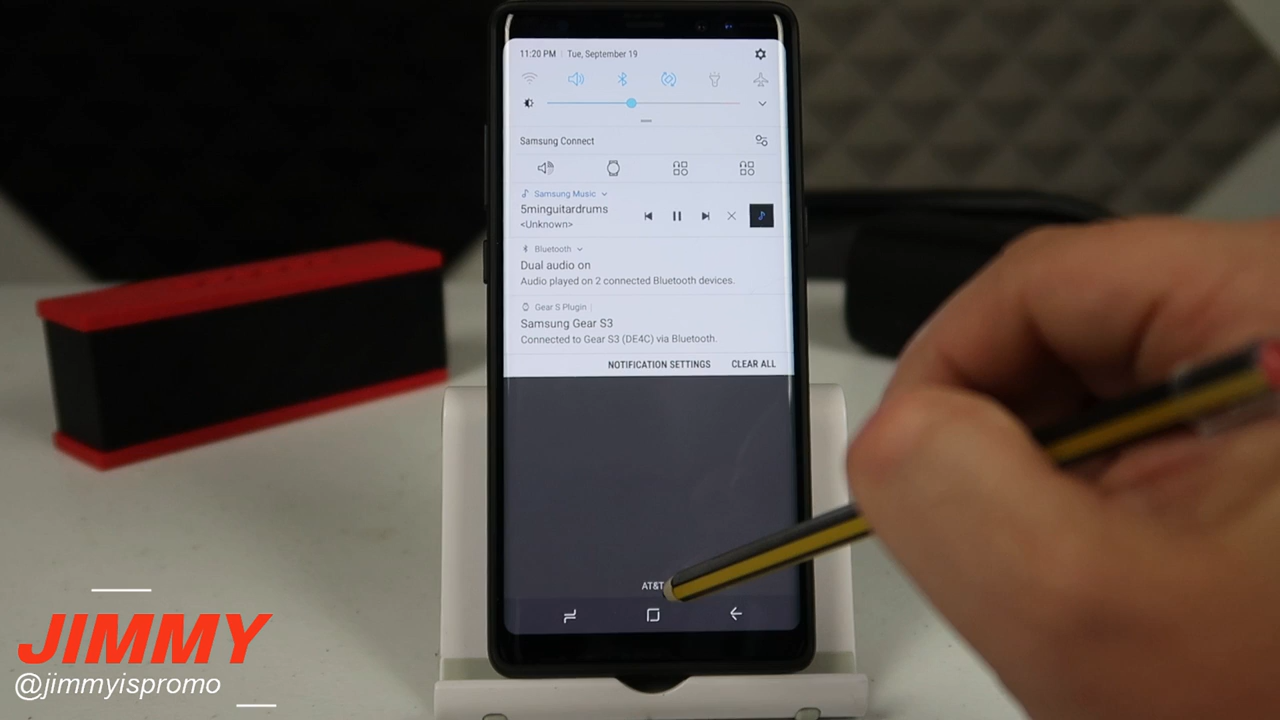 11:20 PM | Tue, September 19
Samsung Connect
Samsung Music
5minguitardrums
<Unknown>
Bluetooth
Dual audio on
Audio played on 2 connected Bluetooth devices.
Gear S Plugin |
Samsung Gear S3
Connected to Gear S3 (DE4C) via Bluetooth.
NOTIFICATION SETTINGS CLEAR ALL
AT&T
JIMMY
@jimmyispromo